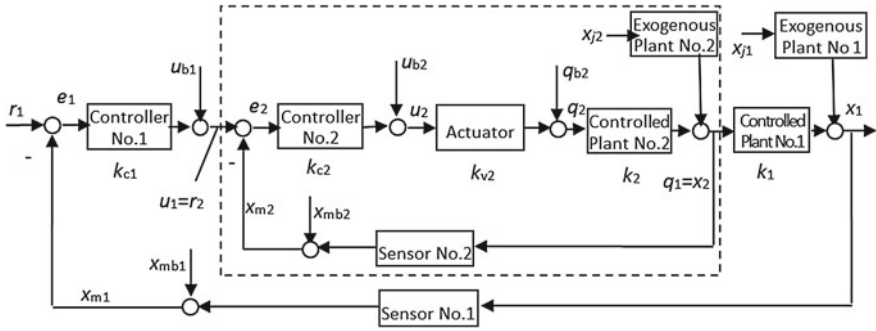 Exogenous
Plant No.2
x_j2
Exogenous
Plant No 1
x_j1
u_b1
u_b2
q_b2
r_1
e_1
Controller
No.1
k_c1
e_2
Controller
No.2
k_c2
u_2
Actuator
k_v2
q_2
Controlled
Plant No.2
k_2
Controlled
Plant No.1
k_1
x_1
-
-
u_1=r_2
q_1=x_2
x_m2
x_mb2
Sensor No.2
x_mb1
x_m1
Sensor No.1